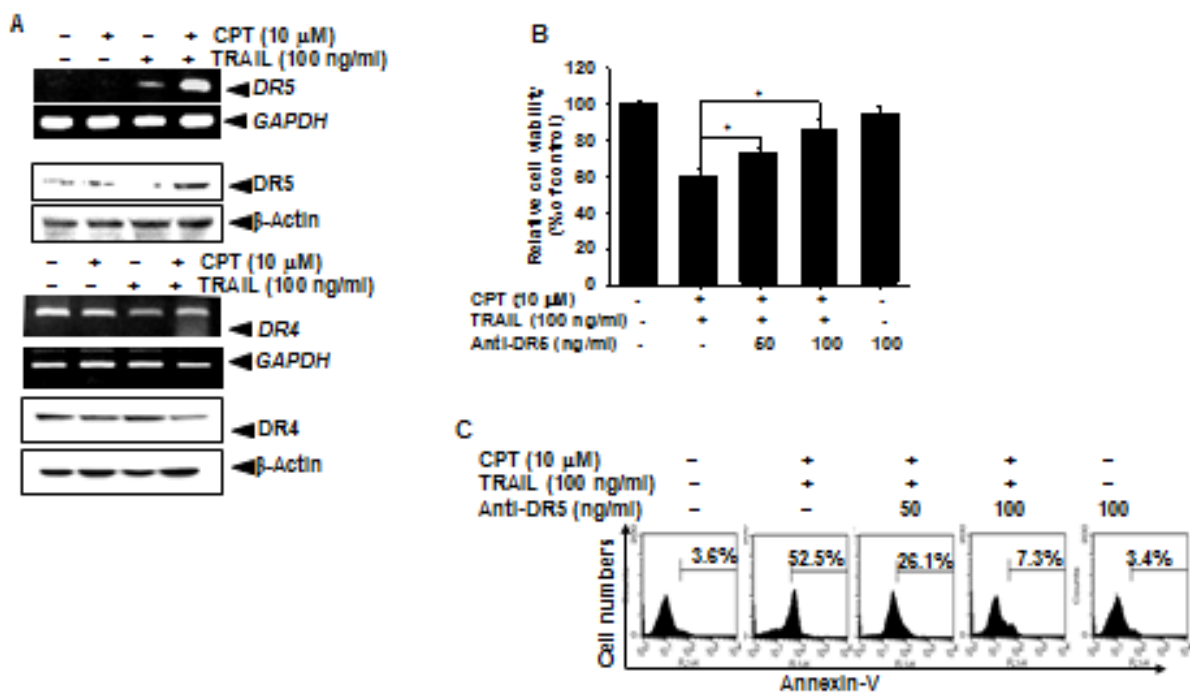 A
– + – + CPT (10 µM)
– – + + TRAIL (100 ng/ml)
DR5
GAPDH
DR5
β-Actin
– + – + CPT (10 µM)
– – + + TRAIL (100 ng/ml)
DR4
GAPDH
DR4
β-Actin
B
Relative cell viability
(% of control)
120
100
80
60
40
20
0
* 
*
CPT (10 µM) - + + + -
TRAIL (100 ng/ml) - + + + -
Anti-DR5 (ng/ml) - - 50 100 100
C
CPT (10 µM) – + + + –
TRAIL (100 ng/ml) – + + + –
Anti-DR5 (ng/ml) – – 50 100 100
Cell numbers
3.6% 52.5% 26.1% 7.3% 3.4%
Counts
Annexin-V